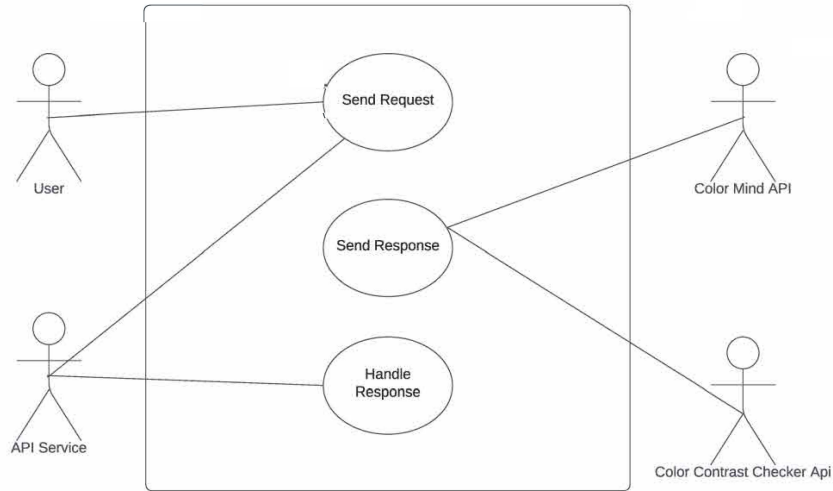 Send Request
User
Color Mind API
Send Response
Handle
Response
API Service
Color Contrast Checker Api